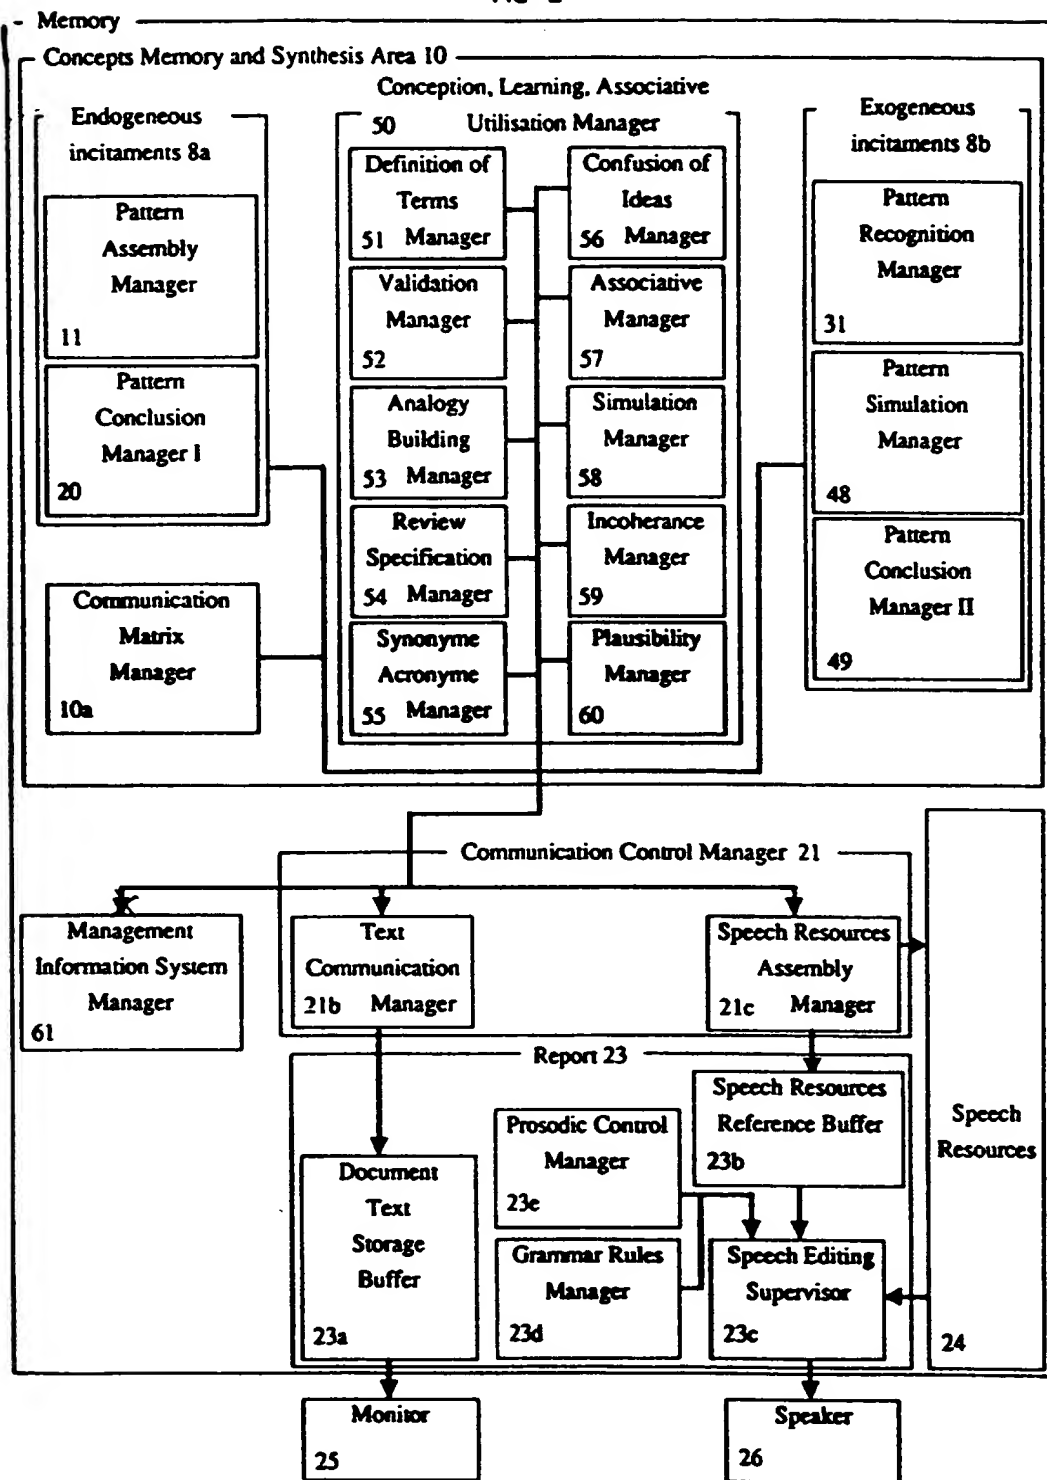 Memory
Concepts Memory and Synthesis Area 10
Endogeneous
incitaments 8a
Pattern
Assembly
Manager
11
Pattern
Conclusion
Manager I
20
Communication
Matrix
Manager
10a
Conception, Learning, Associative
50 Utilisation Manager
Definition of
Terms
51 Manager
Validation
Manager
52
Analogy
Building
53 Manager
Review
Specification
54 Manager
Synonyme
Acronyme
55 Manager
Confusion of
Ideas
56 Manager
Associative
Manager
57
Simulation
Manager
58
Incoherance
Manager
59
Plausibility
Manager
60
Exogeneous
incitaments 8b
Pattern
Recognition
Manager
31
Pattern
Simulation
Manager
48
Pattern
Conclusion
Manager II
49
Communication Control Manager 21
Management
Information System
Manager
61
Text
Communication
21b Manager
Speech Resources
Assembly
21c Manager
Report 23
Document
Text
Storage
Buffer
23a
Prosodic Control
Manager
23e
Grammar Rules
Manager
23d
Speech Resources
Reference Buffer
23b
Speech Editing
Supervisor
23c
Speech
Resources
24
Monitor
25
Speaker
26